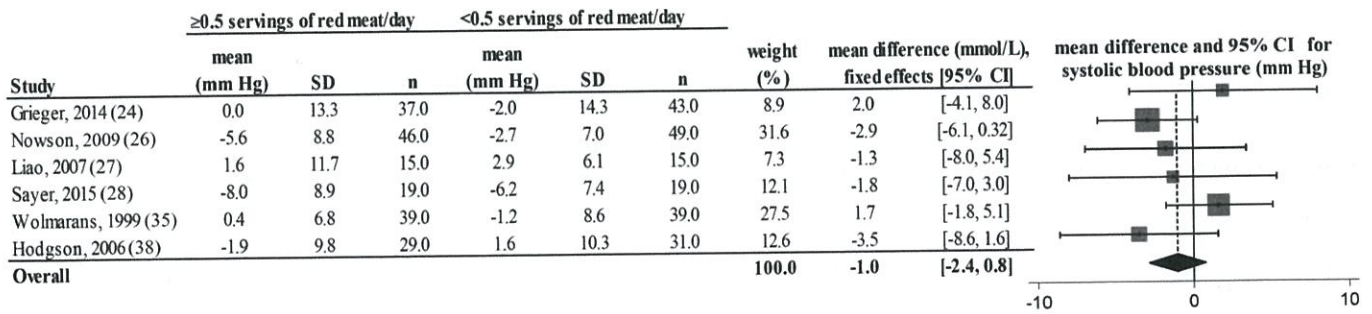 ≥0.5 servings of red meat/day <0.5 servings of red meat/day
mean mean weight mean difference (mmol/L), mean difference and 95% CI for
Study (mm Hg) SD n (mm Hg) SD n (%) fixed effects [95% CI] systolic blood pressure (mm Hg)
Grieger, 2014 (24) 0.0 13.3 37.0 -2.0 14.3 43.0 8.9 2.0 [-4.1, 8.0]
Nowson, 2009 (26) -5.6 8.8 46.0 -2.7 7.0 49.0 31.6 -2.9 [-6.1, 0.32]
Liao, 2007 (27) 1.6 11.7 15.0 2.9 6.1 15.0 7.3 -1.3 [-8.0, 5.4]
Sayer, 2015 (28) -8.0 8.9 19.0 -6.2 7.4 19.0 12.1 -1.8 [-7.0, 3.0]
Wolmarans, 1999 (35) 0.4 6.8 39.0 -1.2 8.6 39.0 27.5 1.7 [-1.8, 5.1]
Hodgson, 2006 (38) -1.9 9.8 29.0 1.6 10.3 31.0 12.6 -3.5 [-8.6, 1.6]
Overall 100.0 -1.0 [-2.4, 0.8]
-10 0 10